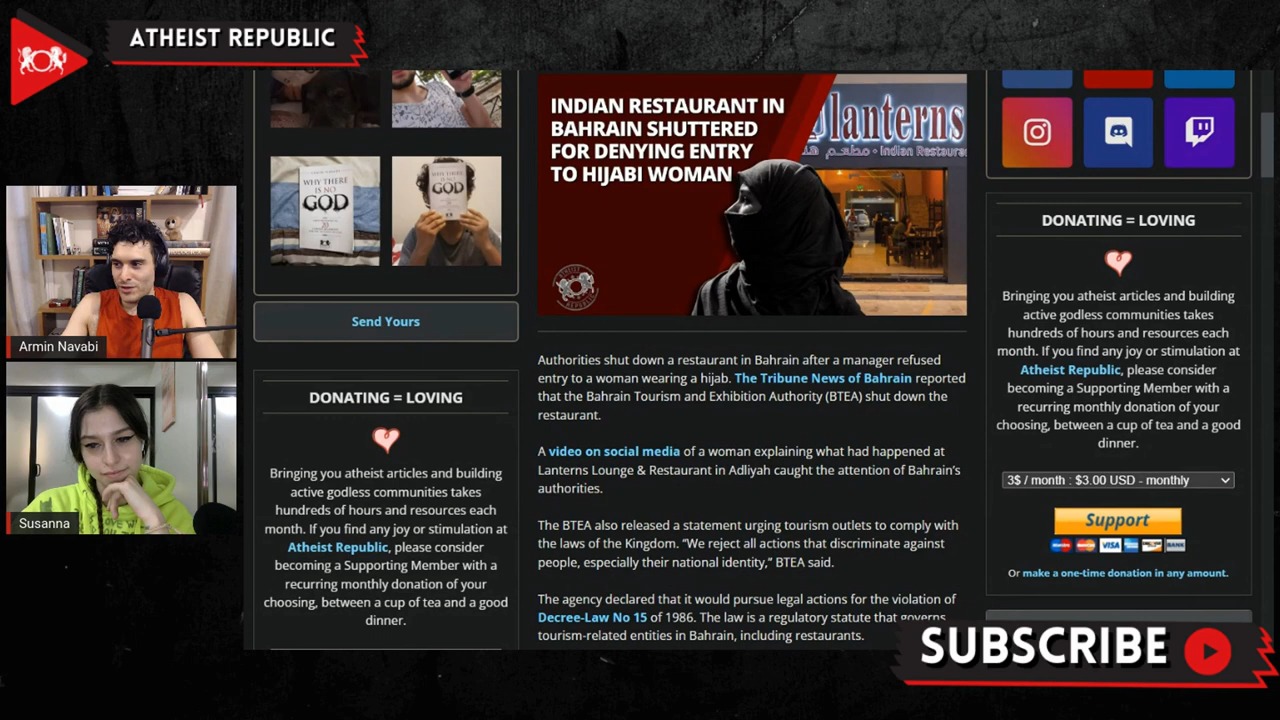 ATHEIST REPUBLIC
Armin Navabi
Susanna
WHY THERE
IS NO
GOD
WHY THERE
IS NO
GOD
Send Yours
DONATING = LOVING
Bringing you atheist articles and building
active godless communities takes
hundreds of hours and resources each
month. If you find any joy or stimulation at
Atheist Republic, please consider
becoming a Supporting Member with a
recurring monthly donation of your
choosing, between a cup of tea and a good
dinner.
INDIAN RESTAURANT IN
BAHRAIN SHUTTERED
FOR DENYING ENTRY
TO HIJABI WOMAN
lanterns
مطعم
- Indian Restaura
Authorities shut down a restaurant in Bahrain after a manager refused
entry to a woman wearing a hijab. The Tribune News of Bahrain reported
that the Bahrain Tourism and Exhibition Authority (BTEA) shut down the
restaurant.
A video on social media of a woman explaining what had happened at
Lanterns Lounge & Restaurant in Adliyah caught the attention of Bahrain's
authorities.
The BTEA also released a statement urging tourism outlets to comply with
the laws of the Kingdom. “We reject all actions that discriminate against
people, especially their national identity,” BTEA said.
The agency declared that it would pursue legal actions for the violation of
Decree-Law No 15 of 1986. The law is a regulatory statute that governs
tourism-related entities in Bahrain, including restaurants.
DONATING = LOVING
Bringing you atheist articles and building
active godless communities takes
hundreds of hours and resources each
month. If you find any joy or stimulation at
Atheist Republic, please consider
becoming a Supporting Member with a
recurring monthly donation of your
choosing, between a cup of tea and a good
dinner.
3$ / month : $3.00 USD - monthly
Support
VISA
BANK
Or make a one-time donation in any amount.
SUBSCRIBE